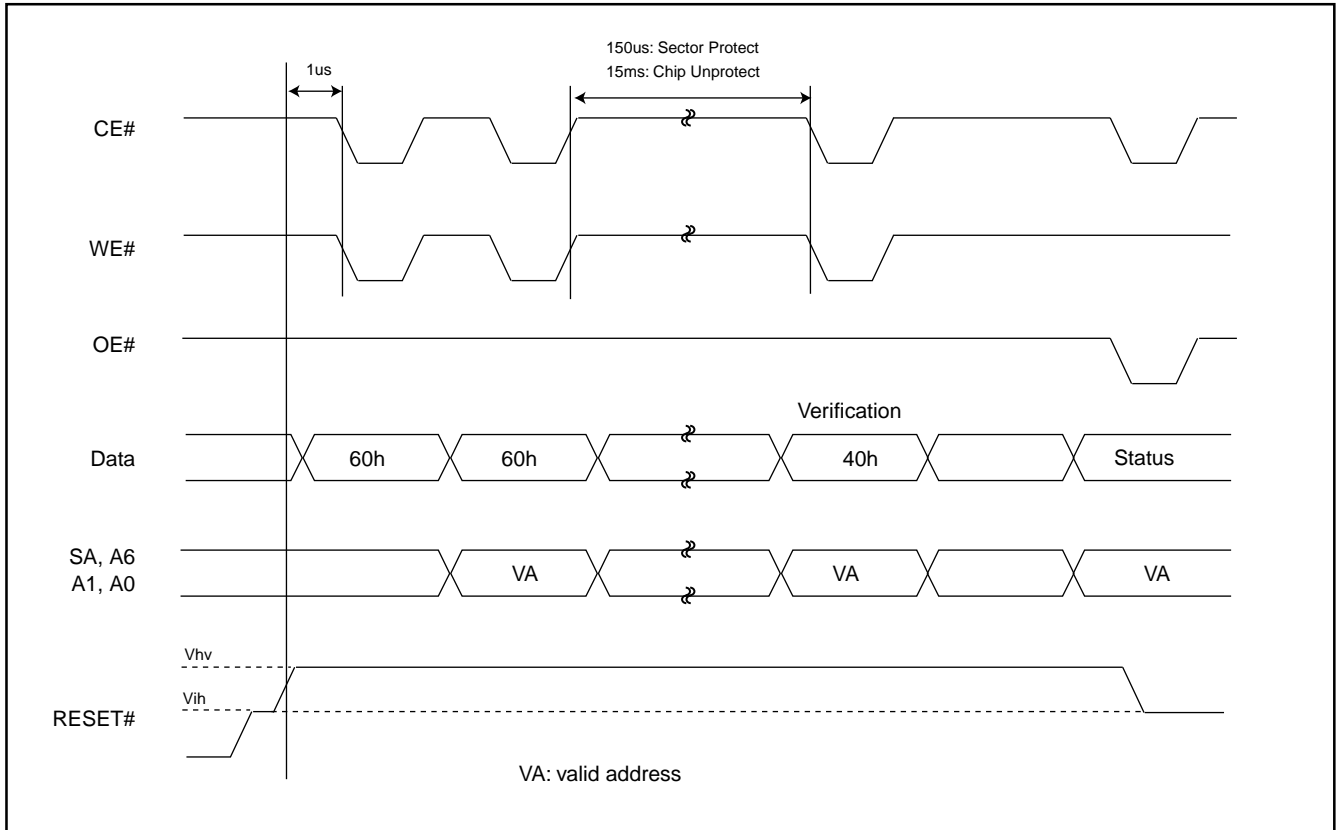 150us: Sector Protect
15ms: Chip Unprotect
1us
CE#
WE#
OE#
Verification
Data
60h
60h
40h
Status
SA, A6
A1, A0
VA
VA
VA
Vhv
Vih
RESET#
VA: valid address